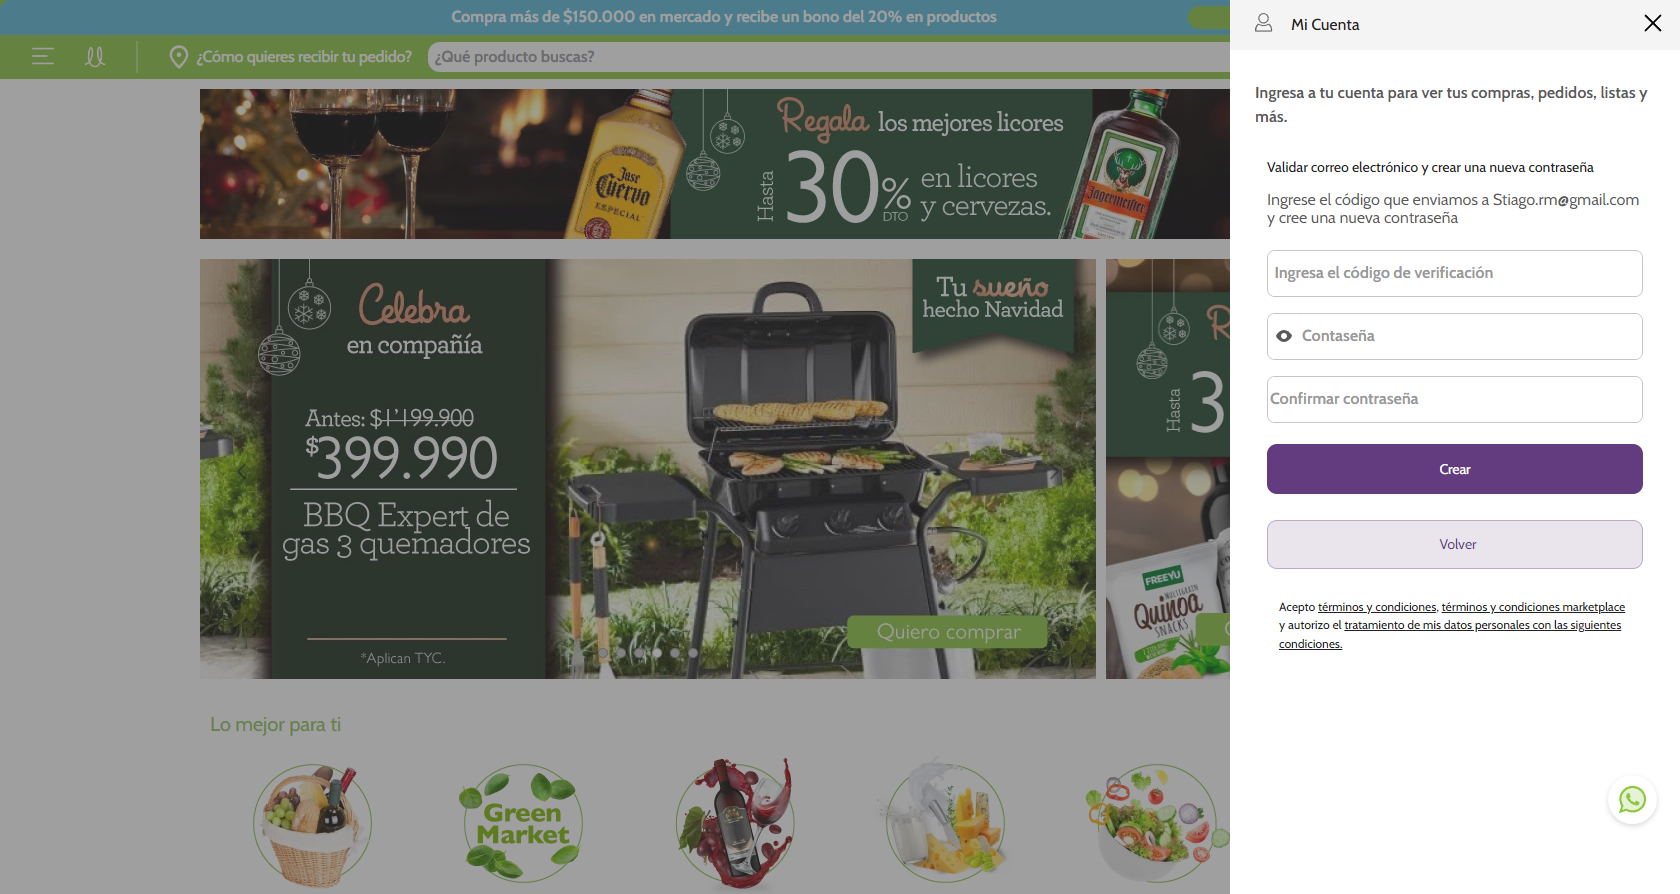 Compra más de $150.000 en mercado y recibe un bono del 20% en productos
¿Cómo quieres recibir tu pedido?
¿Qué producto buscas?
Jose
Cuervo
ESPECIAL
Regala los mejores licores
Hasta
30% DTO
en licores
y cervezas.
Jägermeister
Celebra
en compañía
Antes: $1'199.900
$399.990
BBQ Expert de
gas 3 quemadores
*Aplican TYC.
Tu sueño
hecho Navidad
Quiero comprar
R
Hasta
3
FREEYU
MULTIGRAIN
Quinoa
SNACKS
Lo mejor para ti
Green
Market
Mi Cuenta
Ingresa a tu cuenta para ver tus compras, pedidos, listas y
más.
Validar correo electrónico y crear una nueva contraseña
Ingrese el código que enviamos a Stiago.rm@gmail.com
y cree una nueva contraseña
Ingresa el código de verificación
Contaseña
Confirmar contraseña
Crear
Volver
Acepto términos y condiciones, términos y condiciones marketplace
y autorizo el tratamiento de mis datos personales con las siguientes
condiciones.